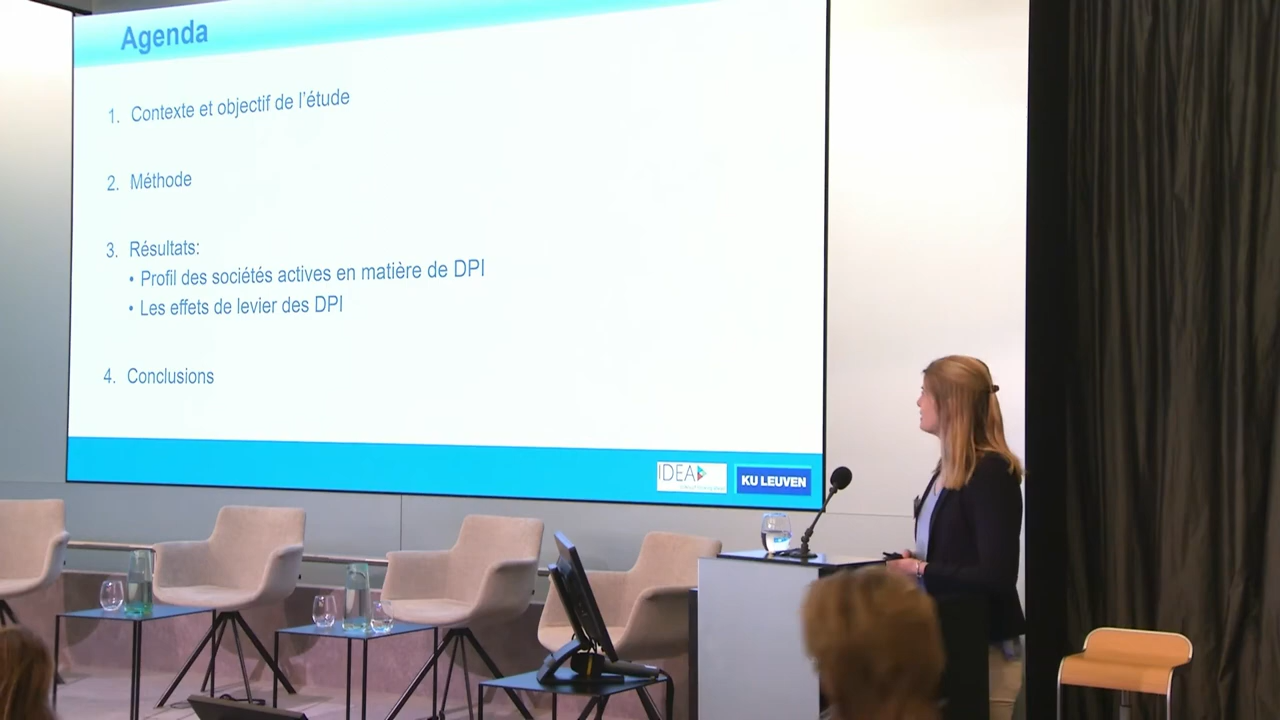 Agenda
1. Contexte et objectif de l'étude
2. Méthode
3. Résultats:
• Profil des sociétés actives en matière de DPI
• Les effets de levier des DPI
4. Conclusions
IDEA
KU LEUVEN